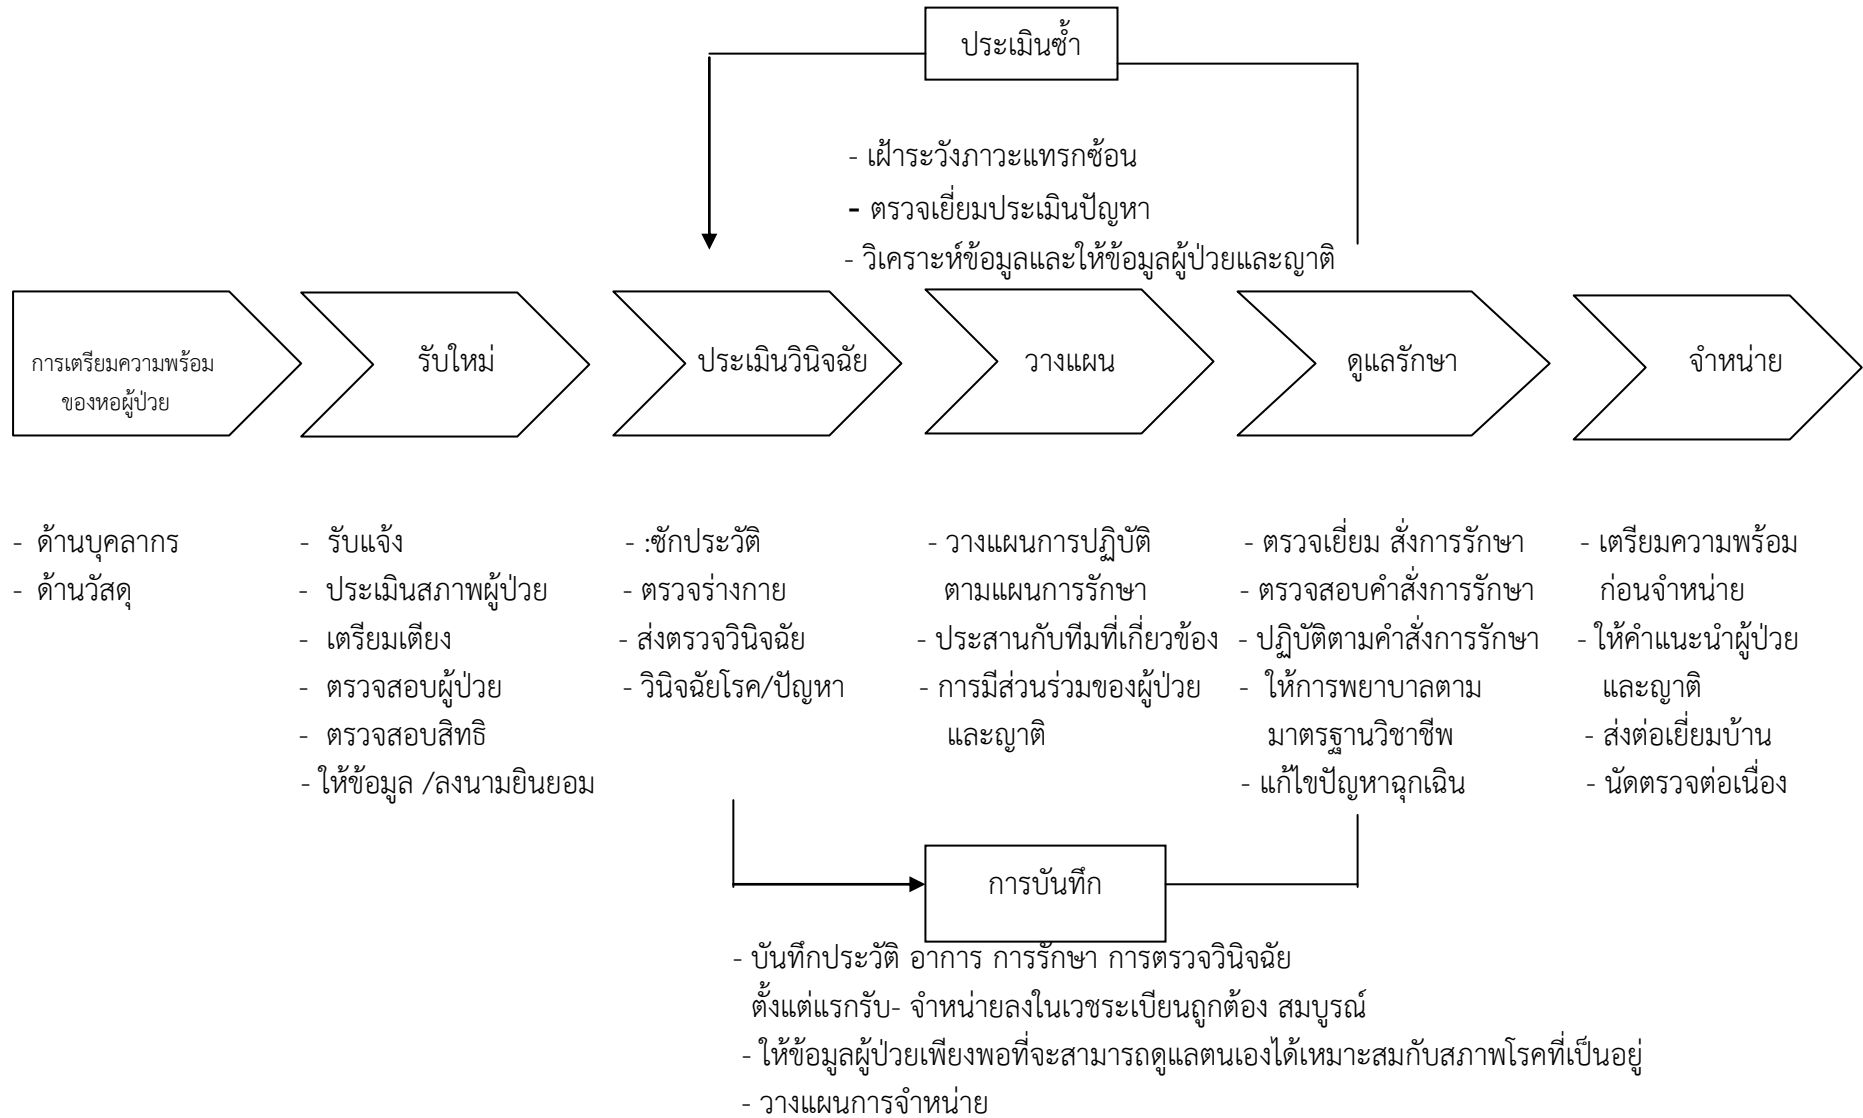 ประเมินซ้ำ
- เฝ้าระวังภาวะแทรกซ้อน
- ตรวจเยี่ยมประเมินปัญหา
- วิเคราะห์ข้อมูลและให้ข้อมูลผู้ป่วยและญาติ
การเตรียมความพร้อม
ของหอผู้ป่วย
รับใหม่
ประเมินวินิจฉัย
วางแผน
ดูแลรักษา
จำหน่าย
- ด้านบุคลากร
- ด้านวัสดุ
- รับแจ้ง
- ประเมินสภาพผู้ป่วย
- เตรียมเตียง
- ตรวจสอบผู้ป่วย
- ตรวจสอบสิทธิ
- ให้ข้อมูล /ลงนามยินยอม
- :ซักประวัติ
- ตรวจร่างกาย
- ส่งตรวจวินิจฉัย
- วินิจฉัยโรค/ปัญหา
- วางแผนการปฏิบัติ
ตามแผนการรักษา
- ประสานกับทีมที่เกี่ยวข้อง
- การมีส่วนร่วมของผู้ป่วย
และญาติ
- ตรวจเยี่ยม สั่งการรักษา
- ตรวจสอบคำสั่งการรักษา
- ปฏิบัติตามคำสั่งการรักษา
- ให้การพยาบาลตาม
มาตรฐานวิชาชีพ
- แก้ไขปัญหาฉุกเฉิน
- เตรียมความพร้อม
ก่อนจำหน่าย
- ให้คำแนะนำผู้ป่วย
และญาติ
- ส่งต่อเยี่ยมบ้าน
- นัดตรวจต่อเนื่อง
การบันทึก
- บันทึกประวัติ อาการ การรักษา การตรวจวินิจฉัย
ตั้งแต่แรกรับ- จำหน่ายลงในเวชระเบียนถูกต้อง สมบูรณ์
- ให้ข้อมูลผู้ป่วยเพียงพอที่จะสามารถดูแลตนเองได้เหมาะสมกับสภาพโรคที่เป็นอยู่
- วางแผนการจำหน่าย